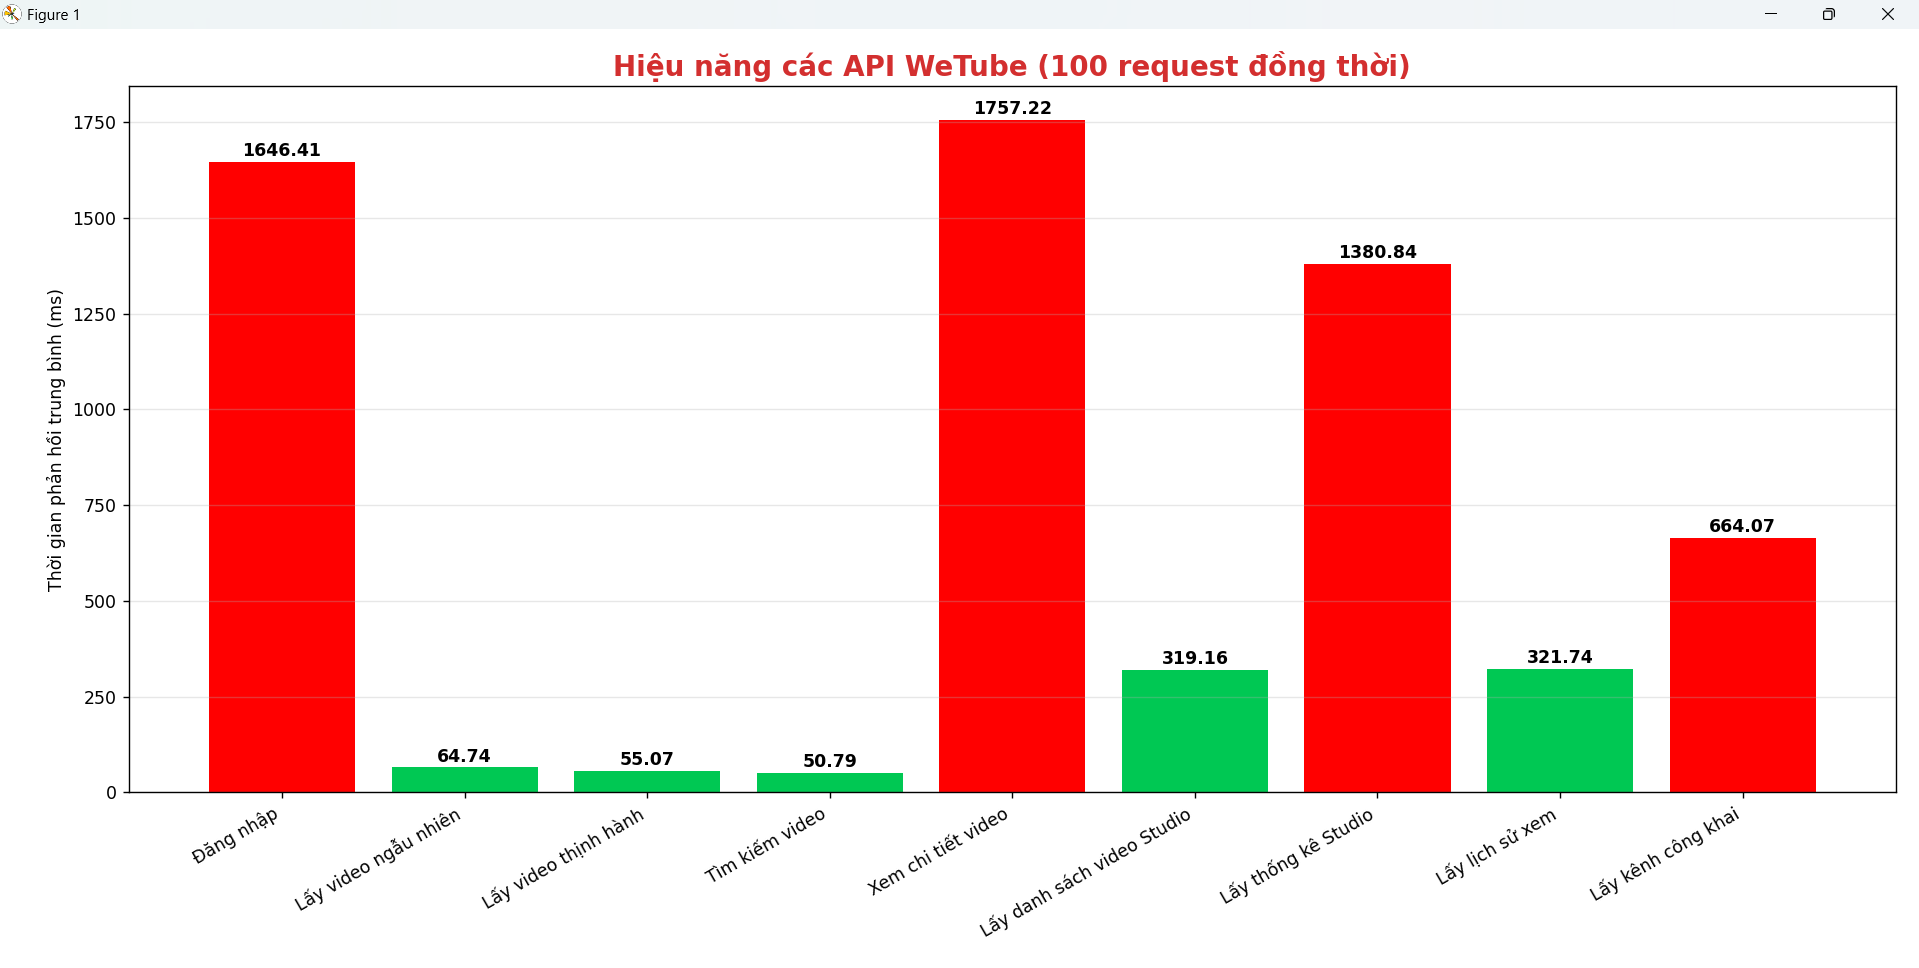 Figure 1
Hiệu năng các API WeTube (100 request đồng thời)
Thời gian phản hồi trung bình (ms)
1750
1500
1250
1000
750
500
250
0
1646.41
64.74
55.07
50.79
1757.22
319.16
1380.84
321.74
664.07
Đăng nhập
Lấy video ngẫu nhiên
Lấy video thịnh hành
Tìm kiếm video
Xem chi tiết video
Lấy danh sách video Studio
Lấy thống kê Studio
Lấy lịch sử xem
Lấy kênh công khai